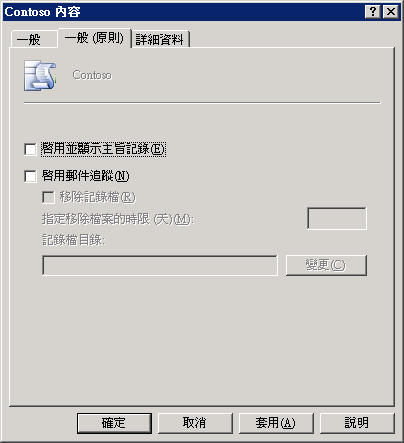 Contoso 內容
一般
一般 (原則)
詳細資料
Contoso
啓用並顯示主旨記錄(E)
啓用郵件追蹤(N)
移除記錄檔(R)
指定移除檔案的時限 (天)(M):
記錄檔目錄:
變更(C)
確定
取消
套用(A)
說明